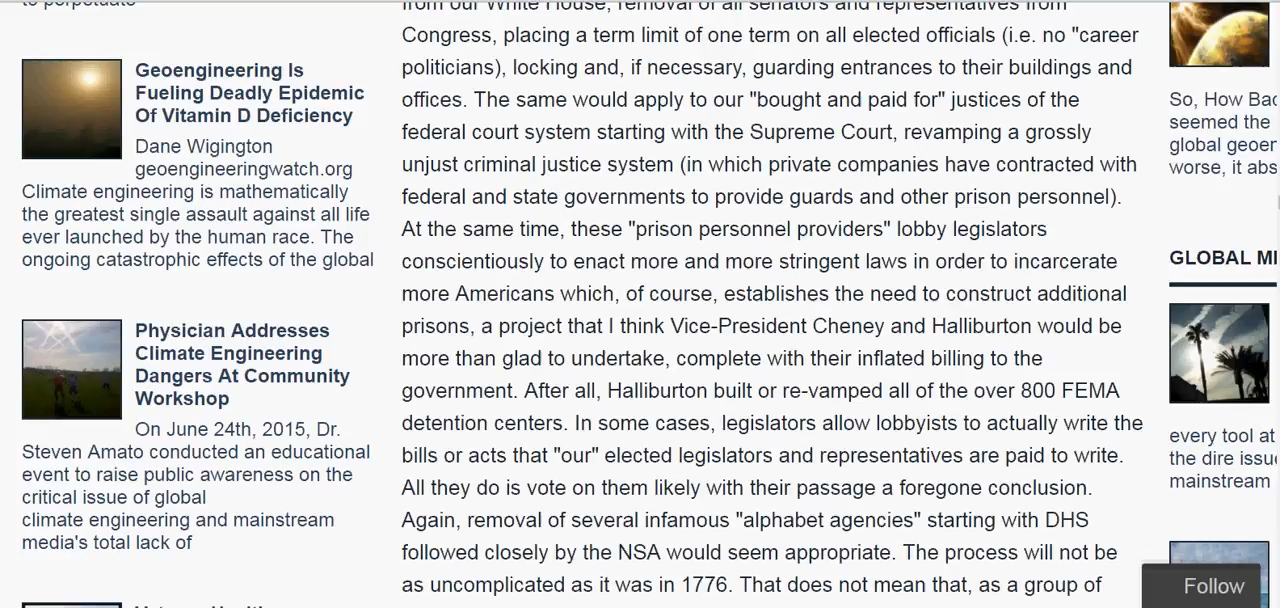 to perpetuate
Geoengineering Is
Fueling Deadly Epidemic
Of Vitamin D Deficiency
Dane Wigington
geoengineeringwatch.org
Climate engineering is mathematically
the greatest single assault against all life
ever launched by the human race. The
ongoing catastrophic effects of the global
Physician Addresses
Climate Engineering
Dangers At Community
Workshop
On June 24th, 2015, Dr.
Steven Amato conducted an educational
event to raise public awareness on the
critical issue of global
climate engineering and mainstream
media's total lack of
from our White House, removal of all senators and representatives from
Congress, placing a term limit of one term on all elected officials (i.e. no "career
politicians), locking and, if necessary, guarding entrances to their buildings and
offices. The same would apply to our "bought and paid for" justices of the
federal court system starting with the Supreme Court, revamping a grossly
unjust criminal justice system (in which private companies have contracted with
federal and state governments to provide guards and other prison personnel).
At the same time, these "prison personnel providers" lobby legislators
conscientiously to enact more and more stringent laws in order to incarcerate
more Americans which, of course, establishes the need to construct additional
prisons, a project that I think Vice-President Cheney and Halliburton would be
more than glad to undertake, complete with their inflated billing to the
government. After all, Halliburton built or re-vamped all of the over 800 FEMA
detention centers. In some cases, legislators allow lobbyists to actually write the
bills or acts that "our" elected legislators and representatives are paid to write.
All they do is vote on them likely with their passage a foregone conclusion.
Again, removal of several infamous "alphabet agencies" starting with DHS
followed closely by the NSA would seem appropriate. The process will not be
as uncomplicated as it was in 1776. That does not mean that, as a group of
So, How Bad
seemed the
global geoer
worse, it abs
GLOBAL MI
every tool at
the dire issue
mainstream
Follow